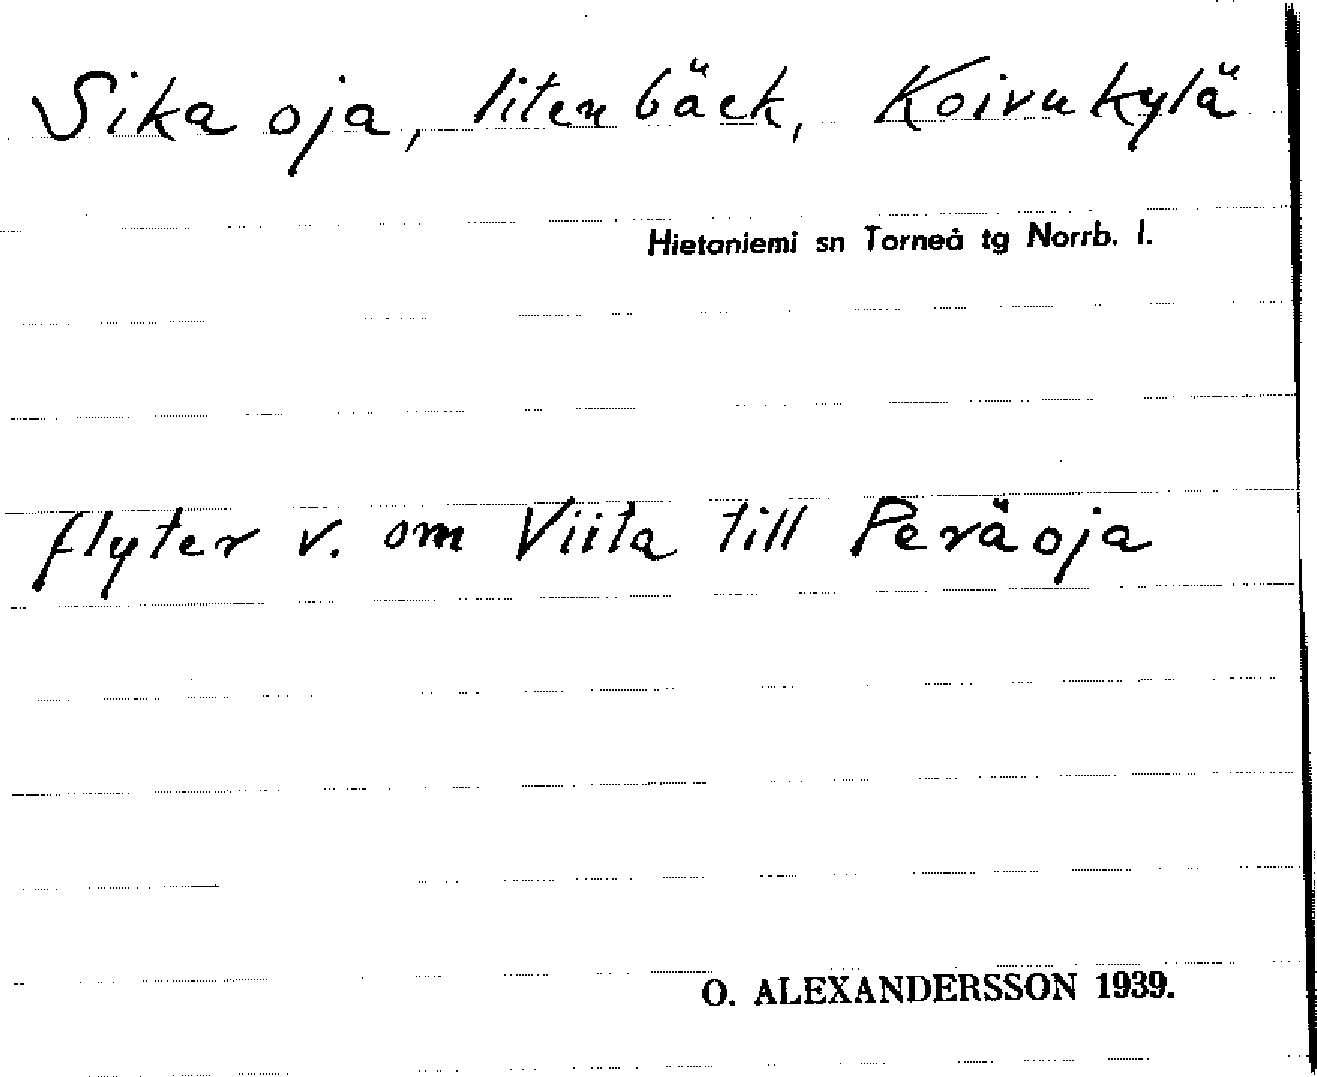 Sikaoja, liten bäck, Koivukylä
Hietaniemi sn Torneå tg Norrb. l.
flyter v. om Viita till Peräoja
O. ALEXANDERSSON 1939.